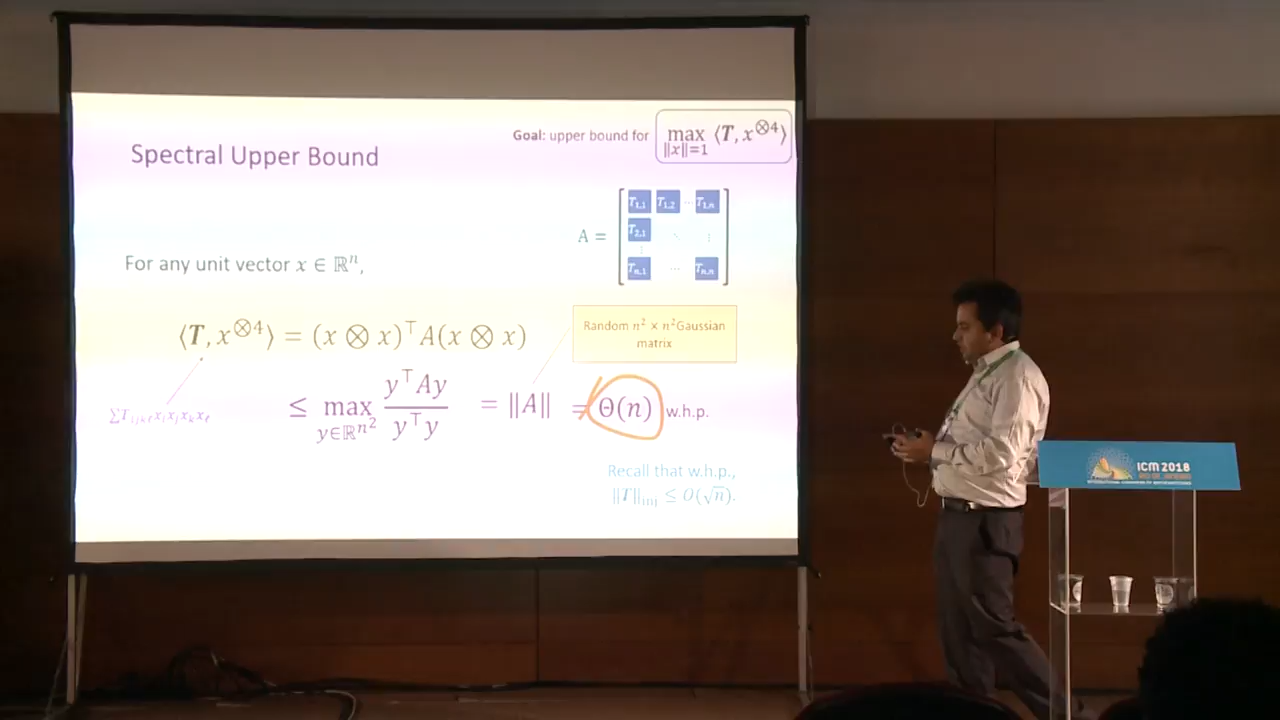 Goal: upper bound for max ⟨T, x^{⊗4}⟩
‖x‖=1
Spectral Upper Bound
A = [ T_{1,1} T_{1,2} ⋯ T_{1,n}
T_{2,1} ⋱ ⋮
⋮
T_{n,1} ⋯ T_{n,n} ]
For any unit vector x ∈ ℝ^n,
Random n² × n² Gaussian
matrix
⟨T, x^{⊗4}⟩ = (x ⊗ x)^⊤ A(x ⊗ x)
≤ max_{y∈ℝ^{n²}} y^⊤Ay / y^⊤y = ‖A‖ = Θ(n) w.h.p.
∑T_{ijkℓ}x_i x_j x_k x_ℓ
Recall that w.h.p.,
‖T‖_{inj} ≤ O(√n).
ICM 2018